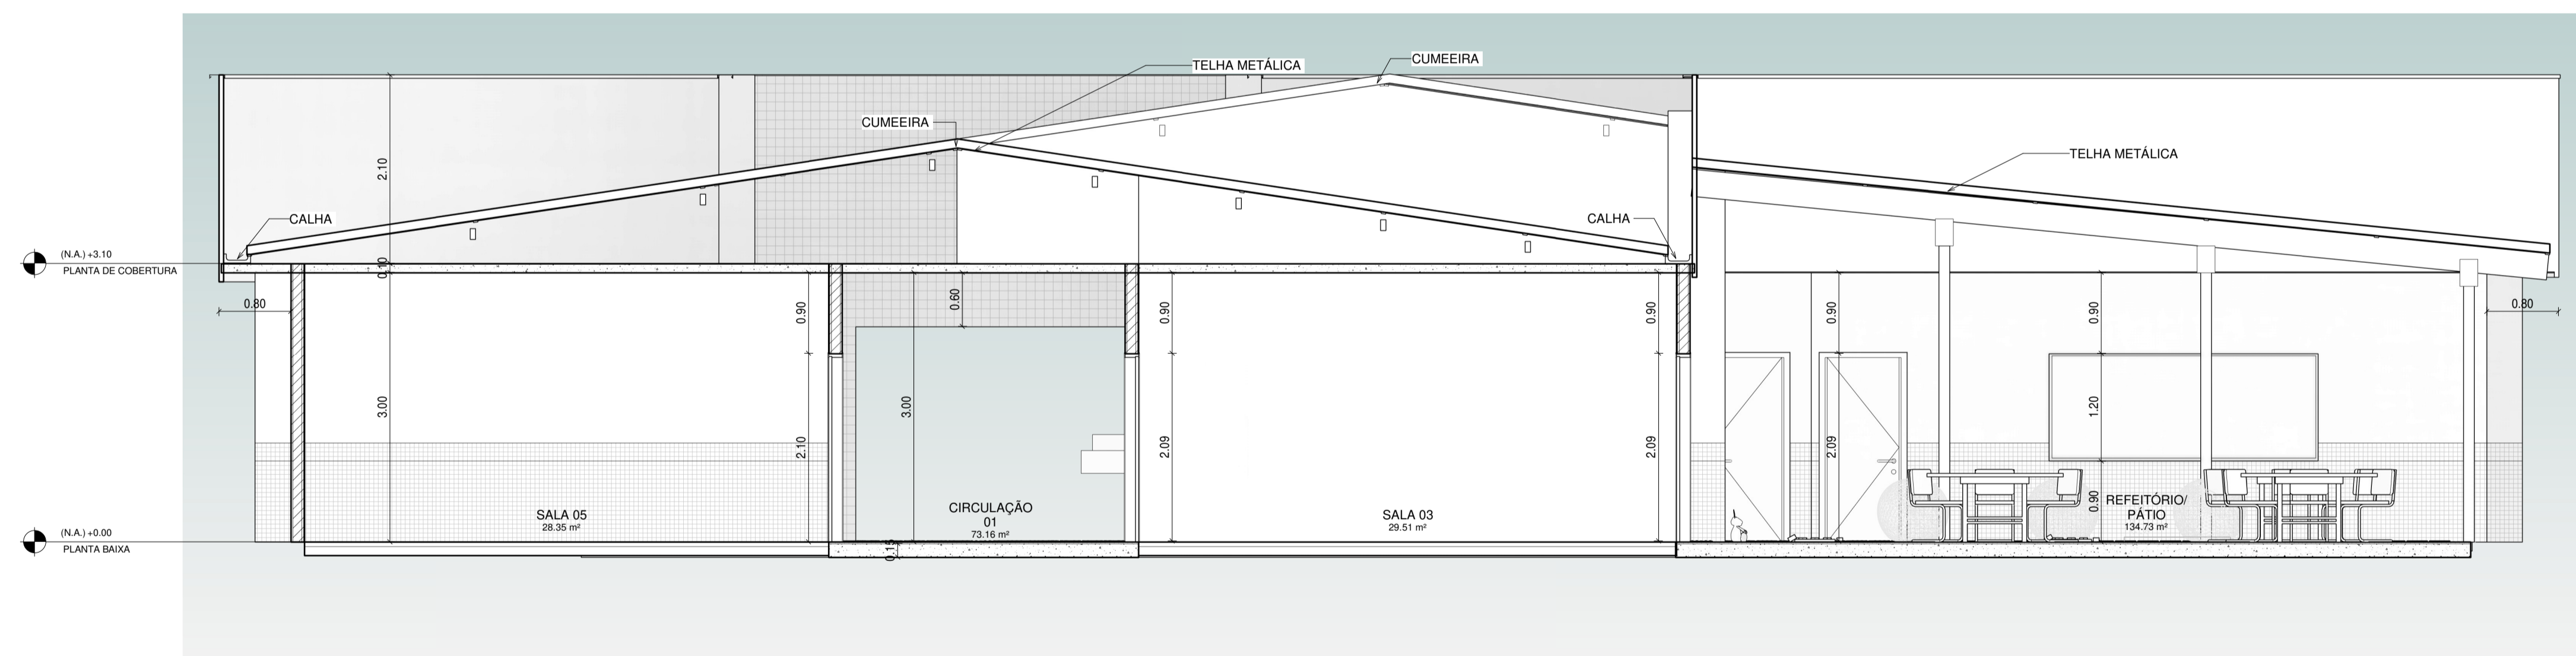 CUMEEIRA
TELHA METÁLICA
CUMEEIRA
TELHA METÁLICA
2.10
CALHA
CALHA
(N.A.) +3.10
PLANTA DE COBERTURA
0.10
0.80
0.90
0.60
0.90
0.90
0.90
0.90
0.80
3.00
3.00
1.20
2.10
2.09
2.09
2.09
0.90
SALA 05
28.35 m²
CIRCULAÇÃO
01
73.16 m²
SALA 03
29.51 m²
REFEITÓRIO/
PÁTIO
134.73 m²
(N.A.) +0.00
PLANTA BAIXA
0.15